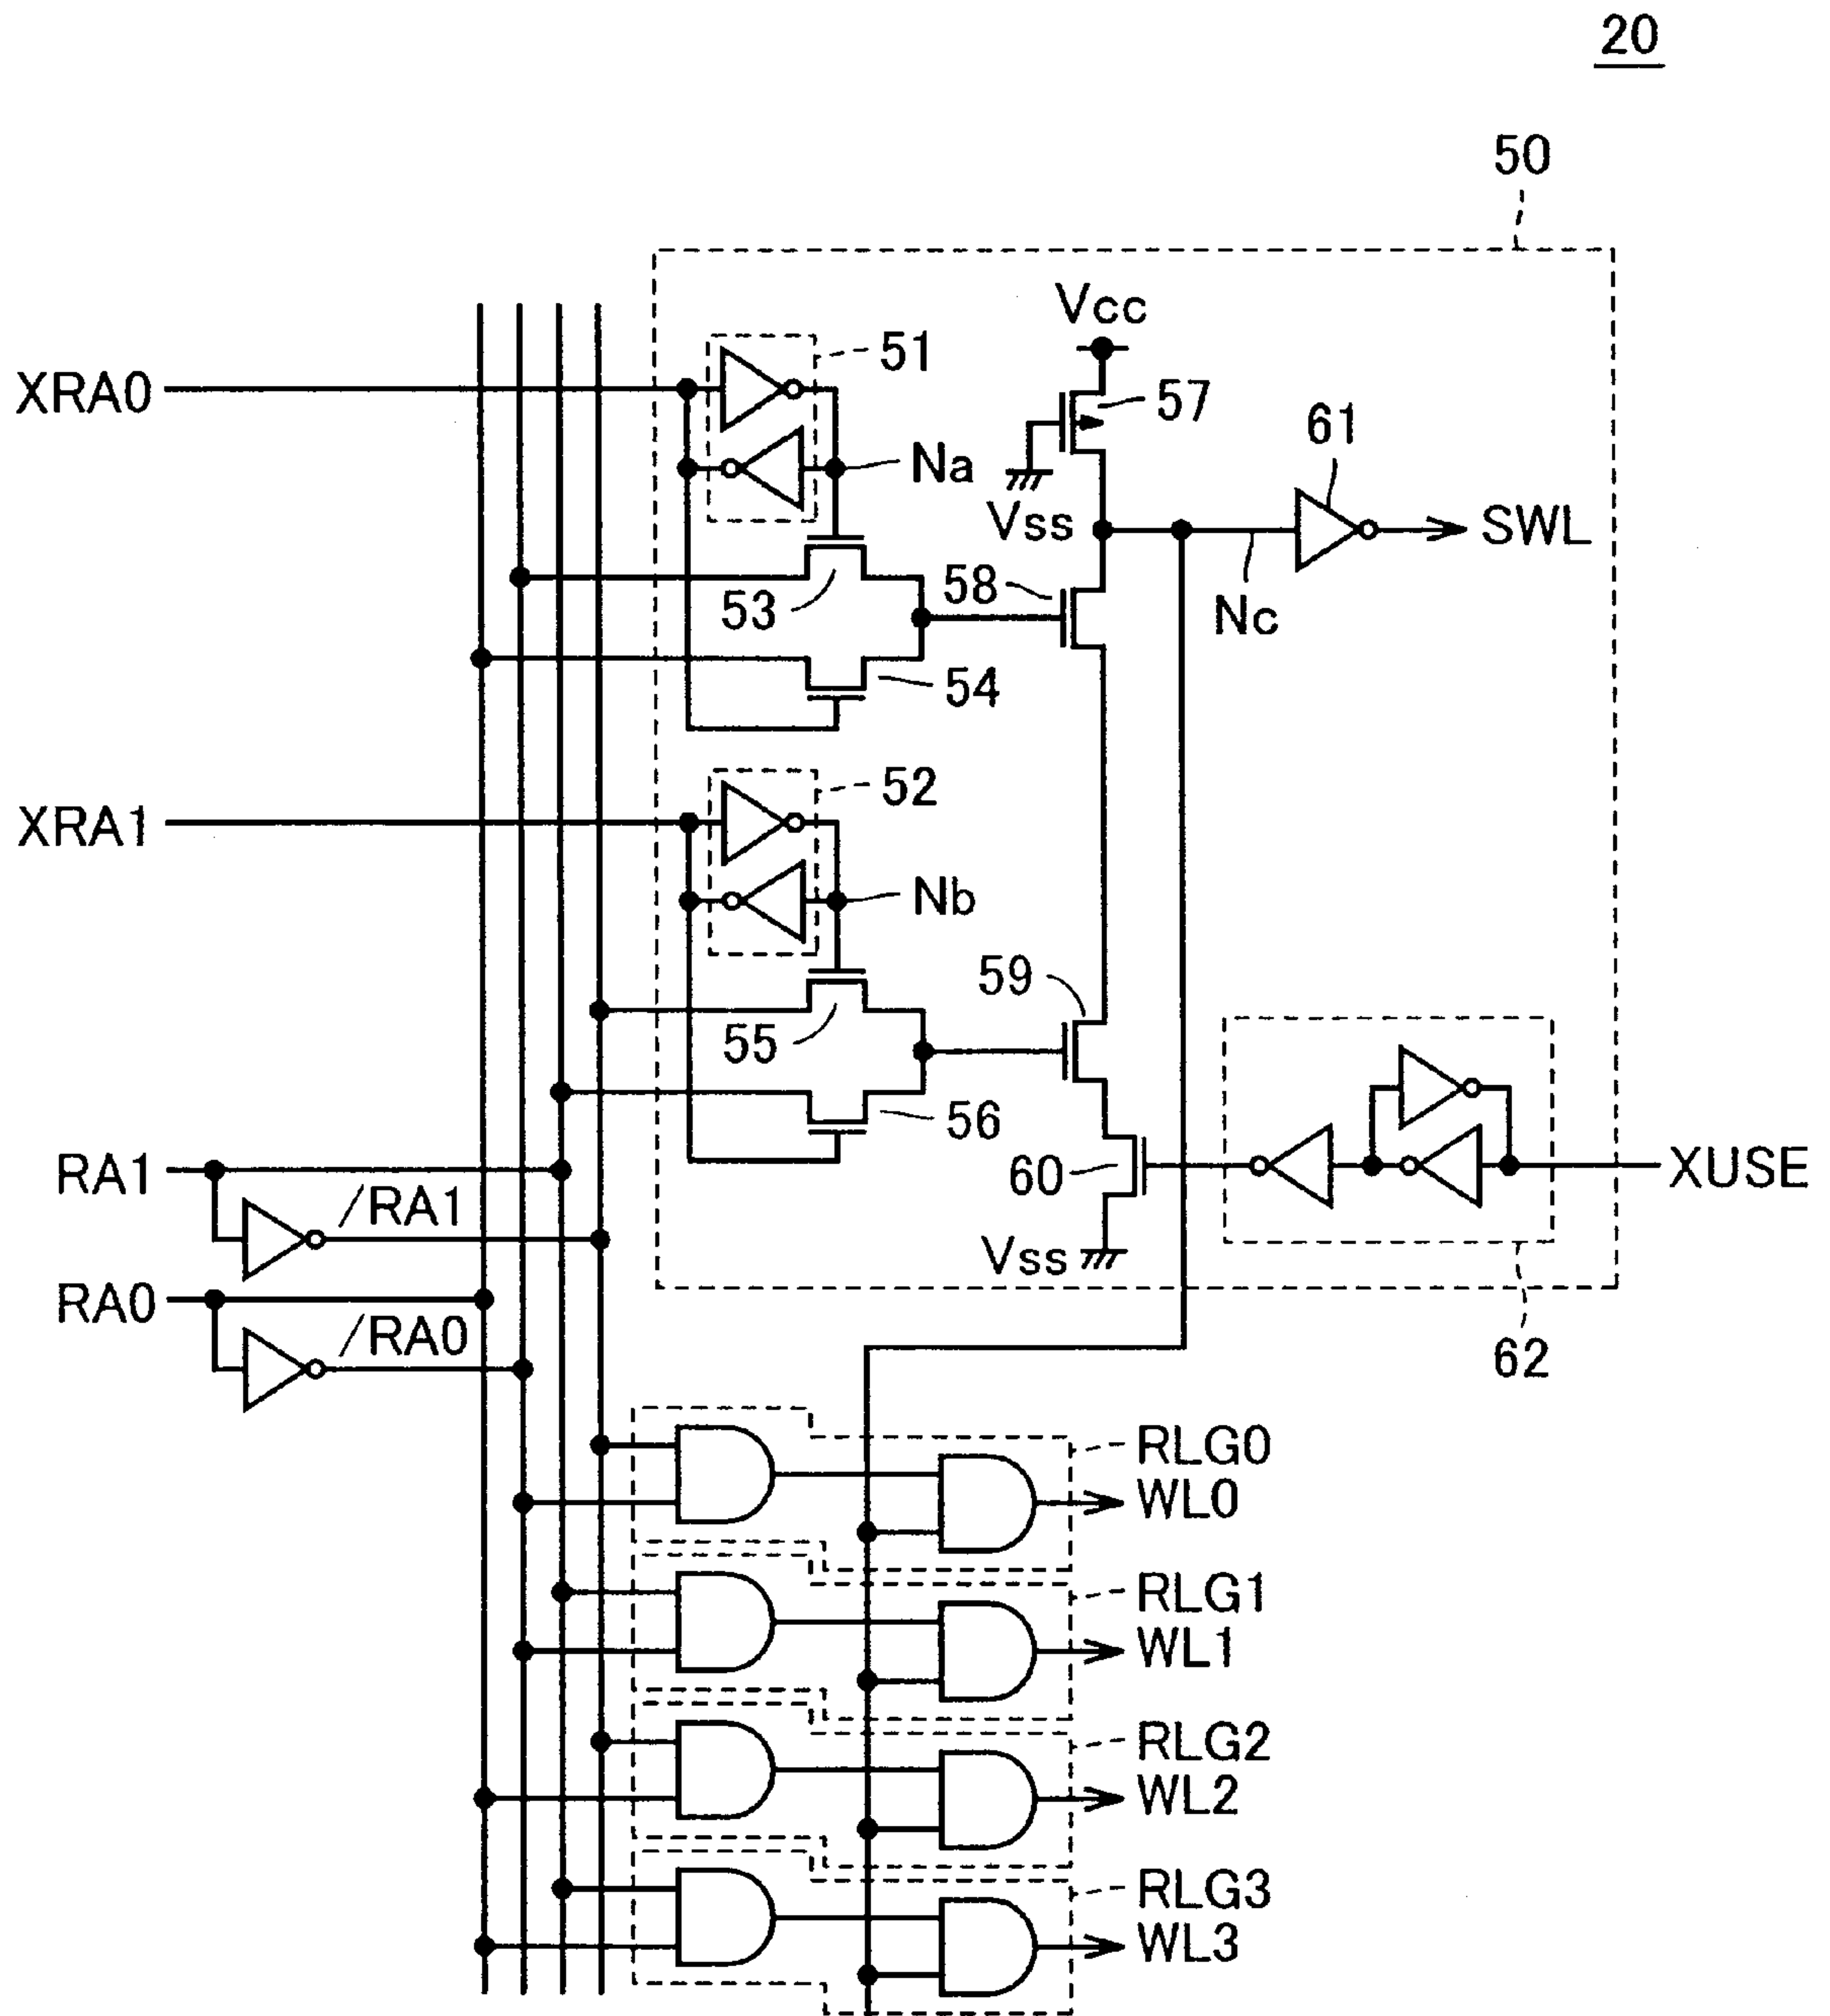 20
50
Vcc
51
XRA0
57
61
Na
Vss
SWL
58
53
Nc
54
52
XRA1
Nb
59
55
56
RA1
60
XUSE
/RA1
Vss
RA0
/RA0
62
RLG0
WL0
RLG1
WL1
RLG2
WL2
RLG3
WL3